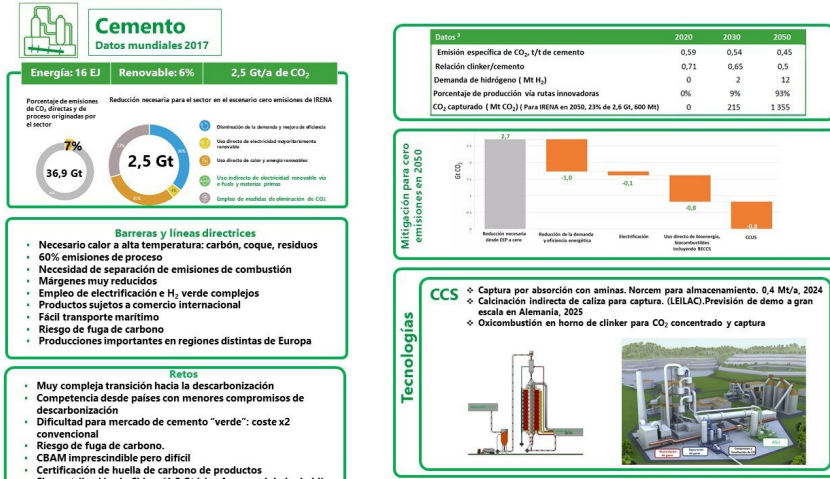 Cemento
Datos mundiales 2017
Energía: 16 EJ
Renovable: 6%
2,5 Gt/a de CO₂
Porcentaje de emisiones
de CO₂ directas y de
proceso originadas por
el sector
7%
36,9 Gt
Reducción necesaria para el sector en el escenario cero emisiones de IRENA
2,5 Gt
Disminución de la demanda y mejora de eficiencia
Uso directo de electricidad mayoritariamente
renovable
Uso directo de calor y energía renovables
Uso indirecto de electricidad renovable vía
e fuels y materias primas
Empleo de medidas de eliminación de CO2
Barreras y líneas directrices
• Necesario calor a alta temperatura: carbón, coque, residuos
• 60% emisiones de proceso
• Necesidad de separación de emisiones de combustión
• Márgenes muy reducidos
• Empleo de electrificación e H₂ verde complejos
• Productos sujetos a comercio internacional
• Fácil transporte marítimo
• Riesgo de fuga de carbono
• Producciones importantes en regiones distintas de Europa
Retos
• Muy compleja transición hacia la descarbonización
• Competencia desde países con menores compromisos de
descarbonización
• Dificultad para mercado de cemento "verde": coste x2
convencional
• Riesgo de fuga de carbono.
• CBAM imprescindible pero difícil
• Certificación de huella de carbono de productos
Datos ³ 2020 2030 2050
Emisión específica de CO₂, t/t de cemento 0,59 0,54 0,45
Relación clinker/cemento 0,71 0,65 0,5
Demanda de hidrógeno ( Mt H₂) 0 2 12
Porcentaje de producción vía rutas innovadoras 0% 9% 93%
CO₂ capturado ( Mt CO₂) ( Para IRENA en 2050, 23% de 2,6 Gt, 600 Mt) 0 215 1 355
Mitigación para cero
emisiones en 2050
Gt CO₂
2,7
-1,0
-0,1
-0,8
-0,8
Reducción necesaria
desde EEP a cero
Reducción de la demanda
y eficiencia energética
Electrificación
Uso directo de bioenergía,
biocombustibles
incluyendo BECCS
CCUS
Tecnologías
CCS
❖ Captura por absorción con aminas. Norcem para almacenamiento. 0,4 Mt/a, 2024
❖ Calcinación indirecta de caliza para captura. (LEILAC).Previsión de demo a gran
escala en Alemania, 2025
❖ Oxicombustión en horno de clinker para CO₂ concentrado y captura
ASU